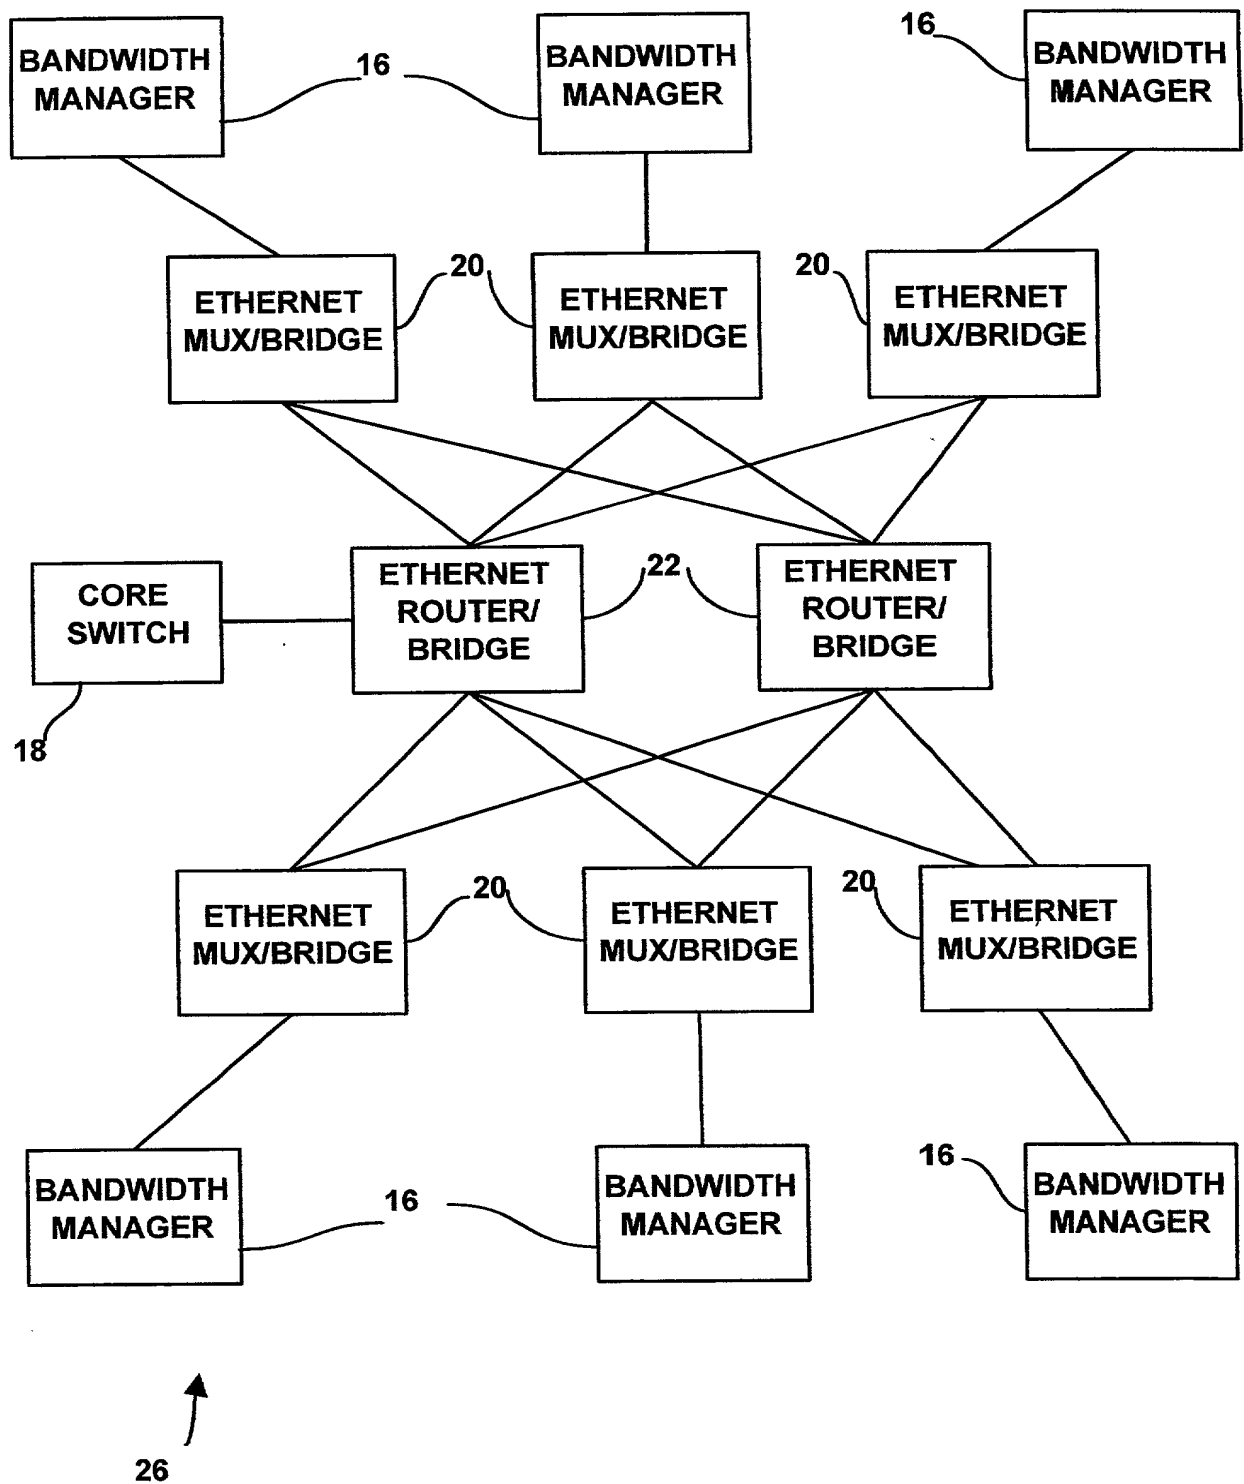 BANDWIDTH
MANAGER
16
BANDWIDTH
MANAGER
16
BANDWIDTH
MANAGER
ETHERNET
MUX/BRIDGE
20
ETHERNET
MUX/BRIDGE
20
ETHERNET
MUX/BRIDGE
CORE
SWITCH
18
ETHERNET
ROUTER/
BRIDGE
22
ETHERNET
ROUTER/
BRIDGE
ETHERNET
MUX/BRIDGE
20
ETHERNET
MUX/BRIDGE
20
ETHERNET
MUX/BRIDGE
BANDWIDTH
MANAGER
16
BANDWIDTH
MANAGER
16
BANDWIDTH
MANAGER
26